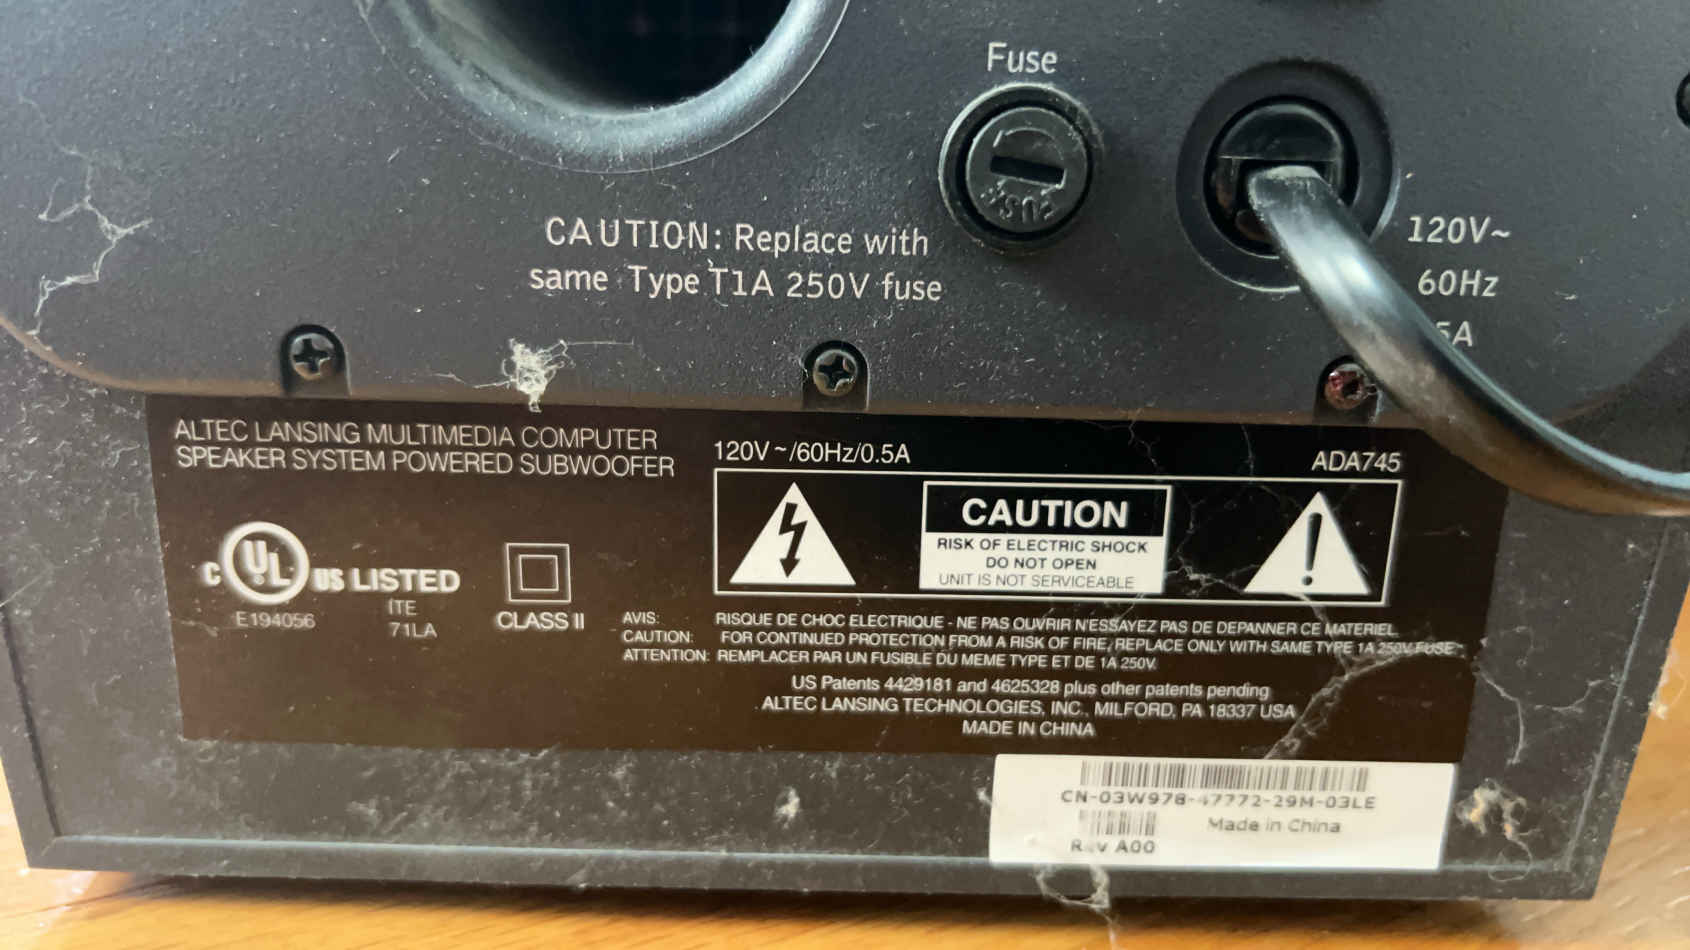 Fuse
CAUTION: Replace with
same Type T1A 250V fuse
120V~
60Hz
5A
FUSE
ALTEC LANSING MULTIMEDIA COMPUTER
SPEAKER SYSTEM POWERED SUBWOOFER
120V~/60Hz/0.5A
ADA745
CAUTION
RISK OF ELECTRIC SHOCK
DO NOT OPEN
UNIT IS NOT SERVICEABLE
C UL US LISTED
E194056
ITE
71LA
CLASS II
AVIS: RISQUE DE CHOC ELECTRIQUE - NE PAS OUVRIR N'ESSAYEZ PAS DE DEPANNER CE MATERIEL
CAUTION: FOR CONTINUED PROTECTION FROM A RISK OF FIRE, REPLACE ONLY WITH SAME TYPE 1A 250V FUSE
ATTENTION: REMPLACER PAR UN FUSIBLE DU MEME TYPE ET DE 1A 250V.
US Patents 4429181 and 4625328 plus other patents pending
ALTEC LANSING TECHNOLOGIES, INC., MILFORD, PA 18337 USA
MADE IN CHINA
CN-03W978-47772-29M-03LE
Made in China
Rev A00